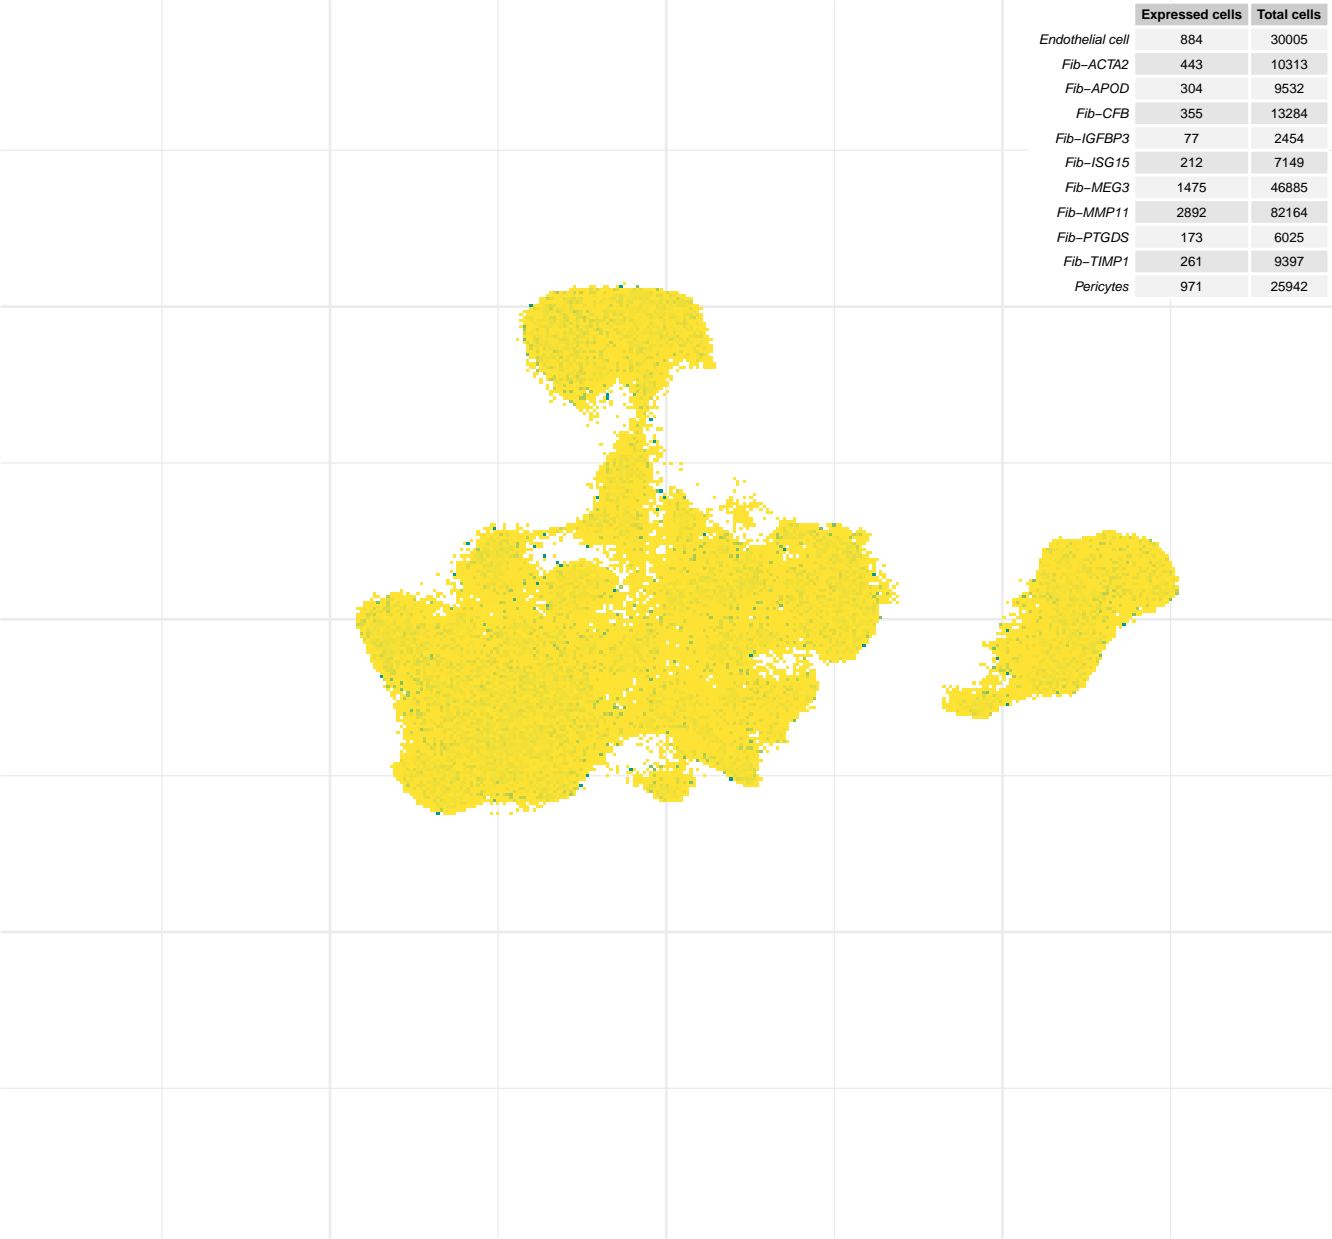 Expressed cells Total cells
Endothelial cell 884 30005
Fib−ACTA2 443 10313
Fib−APOD 304 9532
Fib−CFB 355 13284
Fib−IGFBP3 77 2454
Fib−ISG15 212 7149
Fib−MEG3 1475 46885
Fib−MMP11 2892 82164
Fib−PTGDS 173 6025
Fib−TIMP1 261 9397
Pericytes 971 25942